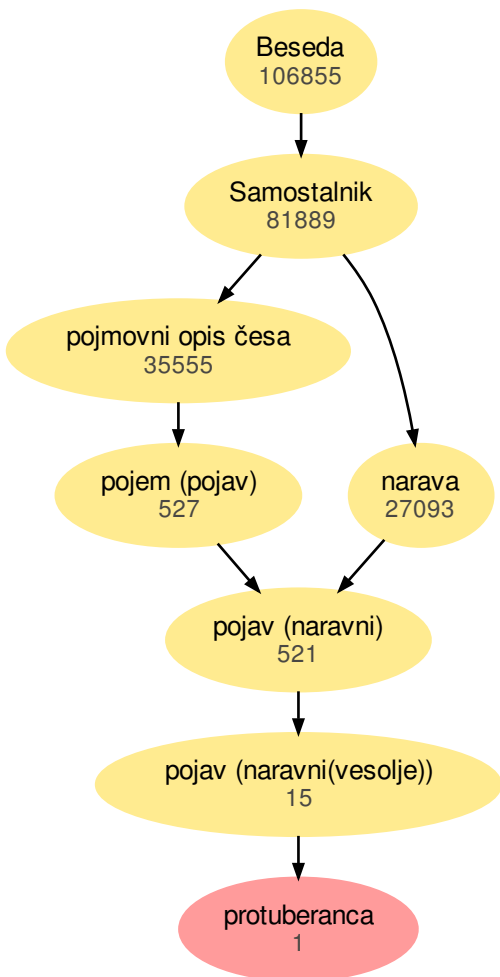 Beseda
106855
Samostalnik
81889
pojmovni opis česa
35555
pojem (pojav)
527
narava
27093
pojav (naravni)
521
pojav (naravni(vesolje))
15
protuberanca
1